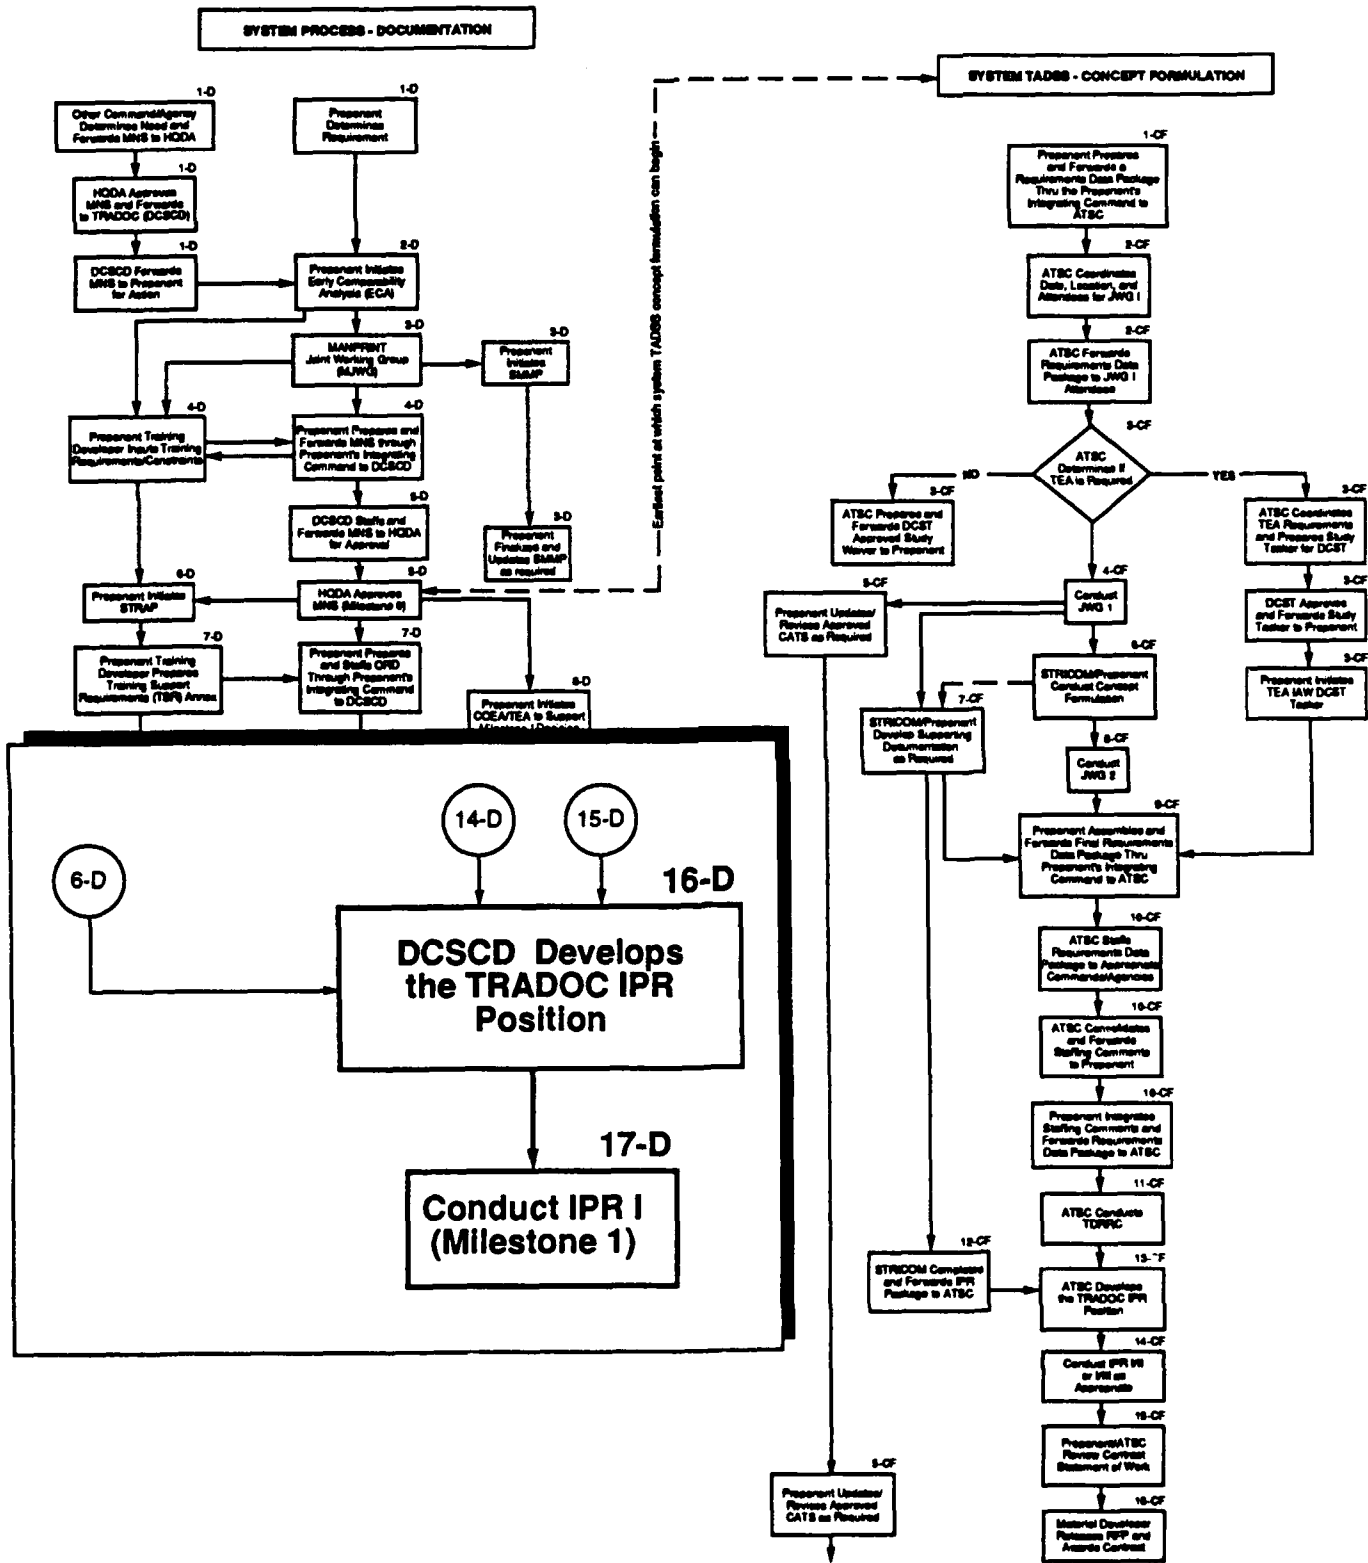 SYSTEM PROCESS - DOCUMENTATION
1-D
Other Command/Agency
Determines Need and
Forwards MNS to HQDA
1-D
Proponent
Determines
Requirement
1-D
HQDA Approves
MNS and Forwards
to TRADOC (DCSCD)
1-D
DCSCD Forwards
MNS to Proponent
for Action
2-D
Proponent Initiates
Early Comparability
Analysis (ECA)
3-D
MANPRINT
Joint Working Group
(MJWG)
3-D
Proponent
Initiates
SMMP
4-D
Proponent Training
Developer Inputs Training
Requirements/Constraints
4-D
Proponent Prepares and
Forwards MNS through
Proponent's Integrating
Command to DCSCD
5-D
DCSCD Staffs and
Forwards MNS to HQDA
for Approval
3-D
Proponent
Finalizes and
Updates SMMP
as required
6-D
Proponent Initiates
STRAP
5-D
HQDA Approves
MNS (Milestone 0)
7-D
Proponent Training
Developer Prepares
Training Support
Requirements (TSR) Annex
7-D
Proponent Prepares
and Staffs ORD
Through Proponent's
Integrating Command
to DCSCD
8-D
Proponent Initiates
COEA/TEA to Support
Milestone I Decision
Earliest point at which system TADSS concept formulation can begin
6-D
14-D
15-D
16-D
DCSCD Develops
the TRADOC IPR
Position
17-D
Conduct IPR I
(Milestone 1)
SYSTEM TADSS - CONCEPT FORMULATION
1-CF
Proponent Prepares
and Forwards a
Requirements Data Package
Thru the Proponent's
Integrating Command to
ATSC
2-CF
ATSC Coordinates
Date, Location, and
Attendees for JWG I
2-CF
ATSC Forwards
Requirements Data
Package to JWG I
Attendees
3-CF
ATSC
Determines if
TEA is Required
NO
YES
3-CF
ATSC Prepares and
Forwards DCST
Approved Study
Waiver to Proponent
3-CF
ATSC Coordinates
TEA Requirements
and Prepares Study
Tasker for DCST
3-CF
DCST Approves
and Forwards Study
Tasker to Proponent
3-CF
Proponent Initiates
TEA IAW DCST
Tasker
4-CF
Conduct
JWG 1
5-CF
Proponent Updates/
Revises Approved
CATS as Required
6-CF
STRICOM/Proponent
Conduct Concept
Formulation
7-CF
STRICOM/Proponent
Develop Supporting
Documentation
as Required
8-CF
Conduct
JWG 2
9-CF
Proponent Assembles and
Forwards Final Requirements
Data Package Thru
Proponent's Integrating
Command to ATSC
10-CF
ATSC Staffs
Requirements Data
Package to Appropriate
Commands/Agencies
10-CF
ATSC Consolidates
and Forwards
Staffing Comments
to Proponent
10-CF
Proponent Integrates
Staffing Comments and
Forwards Requirements
Data Package to ATSC
11-CF
ATSC Conducts
TDRRC
12-CF
STRICOM Completes
and Forwards IPR
Package to ATSC
13-CF
ATSC Develops
the TRADOC IPR
Position
14-CF
Conduct IPR I/II
or I/III as
Appropriate
15-CF
Proponent/ATSC
Review Contract
Statement of Work
5-CF
Proponent Updates/
Revises Approved
CATS as Required
16-CF
Material Developer
Releases RFP and
Awards Contract